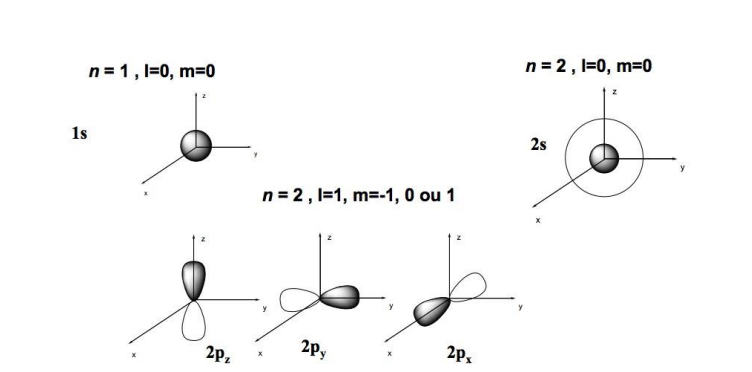 n = 1 , l=0, m=0
z
1s
y
x
n = 2 , l=0, m=0
z
2s
y
x
n = 2 , l=1, m=-1, 0 ou 1
z
y
x
2pz
z
y
x
2py
z
y
x
2px